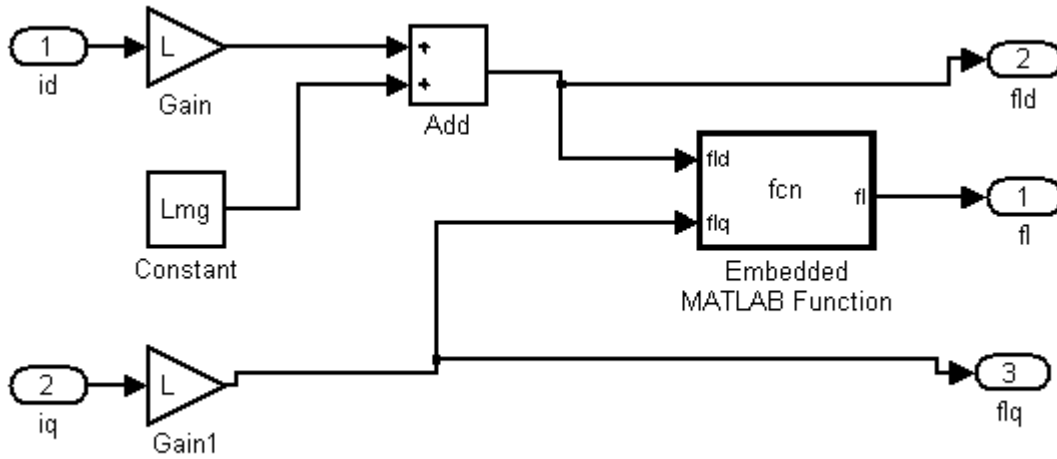 1
id
L
Gain
+
+
Add
2
fld
Lmg
Constant
fld
flq
fcn
fl
Embedded
MATLAB Function
1
fl
2
iq
L
Gain1
3
flq